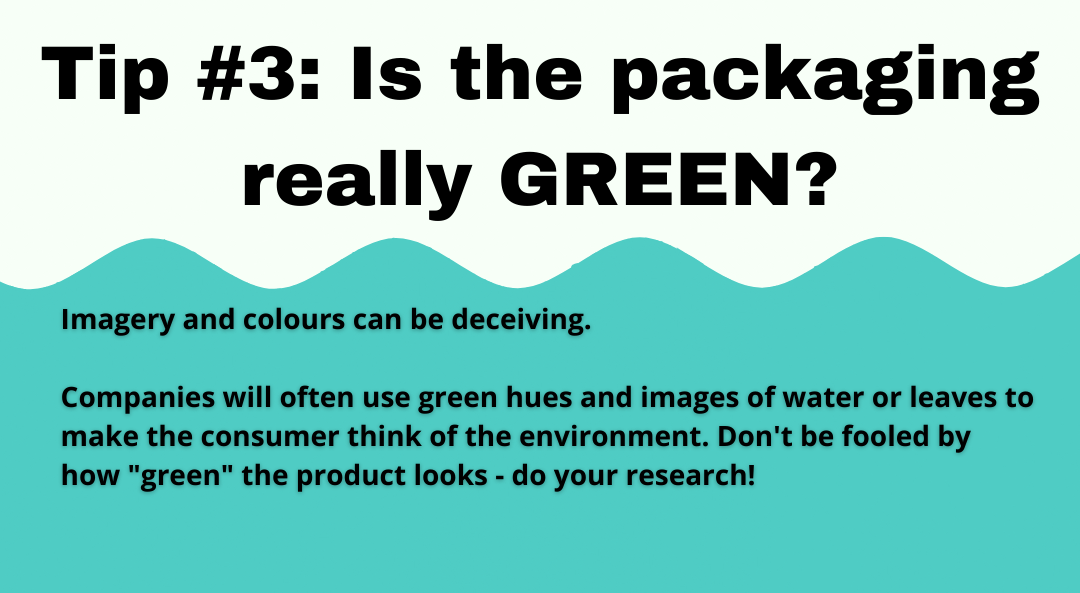 Tip #3: Is the packaging
really GREEN?
Imagery and colours can be deceiving.
Companies will often use green hues and images of water or leaves to
make the consumer think of the environment. Don't be fooled by
how "green" the product looks - do your research!